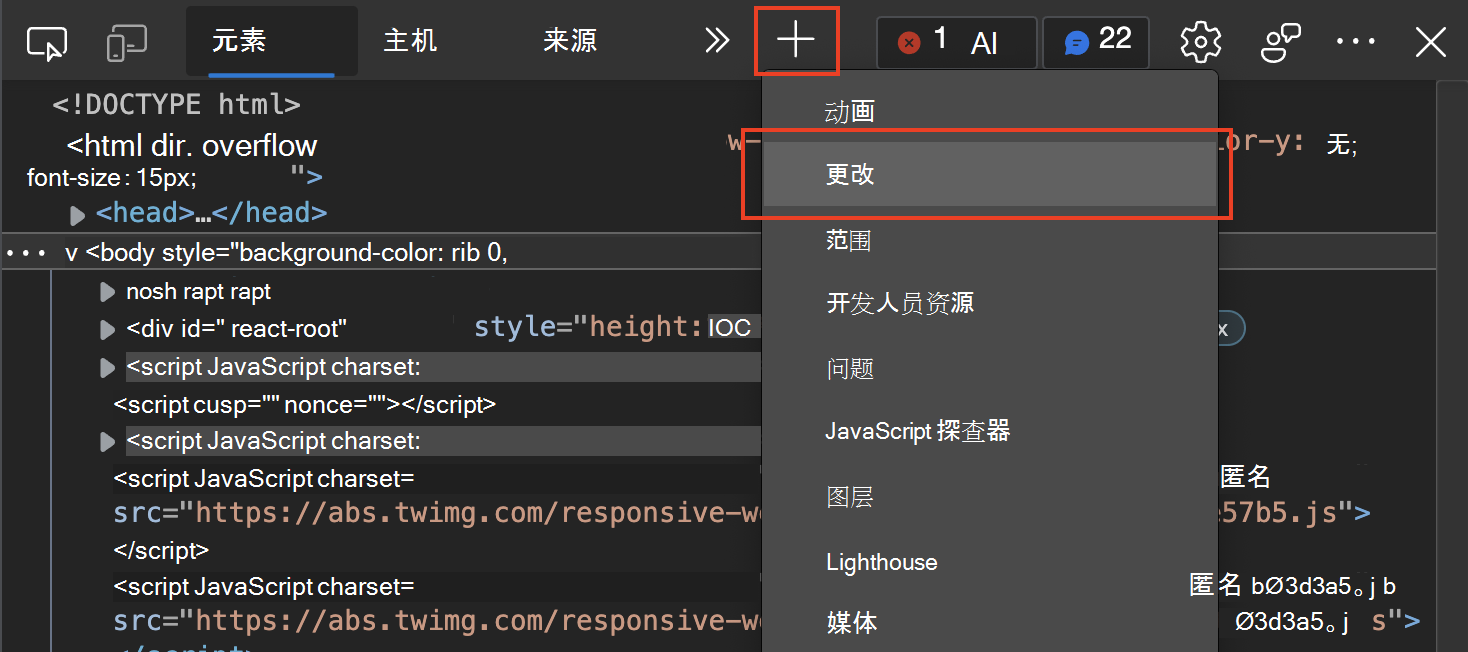 元素 主机 来源 1 AI 22
<!DOCTYPE html>
动画
<html dir. overflow or-y: 无;
font-size: 15px; ">
更改
<head>…</head>
范围
v <body style="background-color: rib 0,
nosh rapt rapt
开发人员资源
<div id=" react-root" style="height: IOC x
<script JavaScript charset:
问题
<script cusp="" nonce=""></script>
<script JavaScript charset:
JavaScript 探查器
<script JavaScript charset= 匿名
图层
src="https://abs.twimg.com/responsive-w e57b5.js">
</script>
Lighthouse
<script JavaScript charset= 匿名 bØ3d3a5。j b
src="https://abs.twimg.com/responsive-w Ø3d3a5。j s">
媒体
</script>